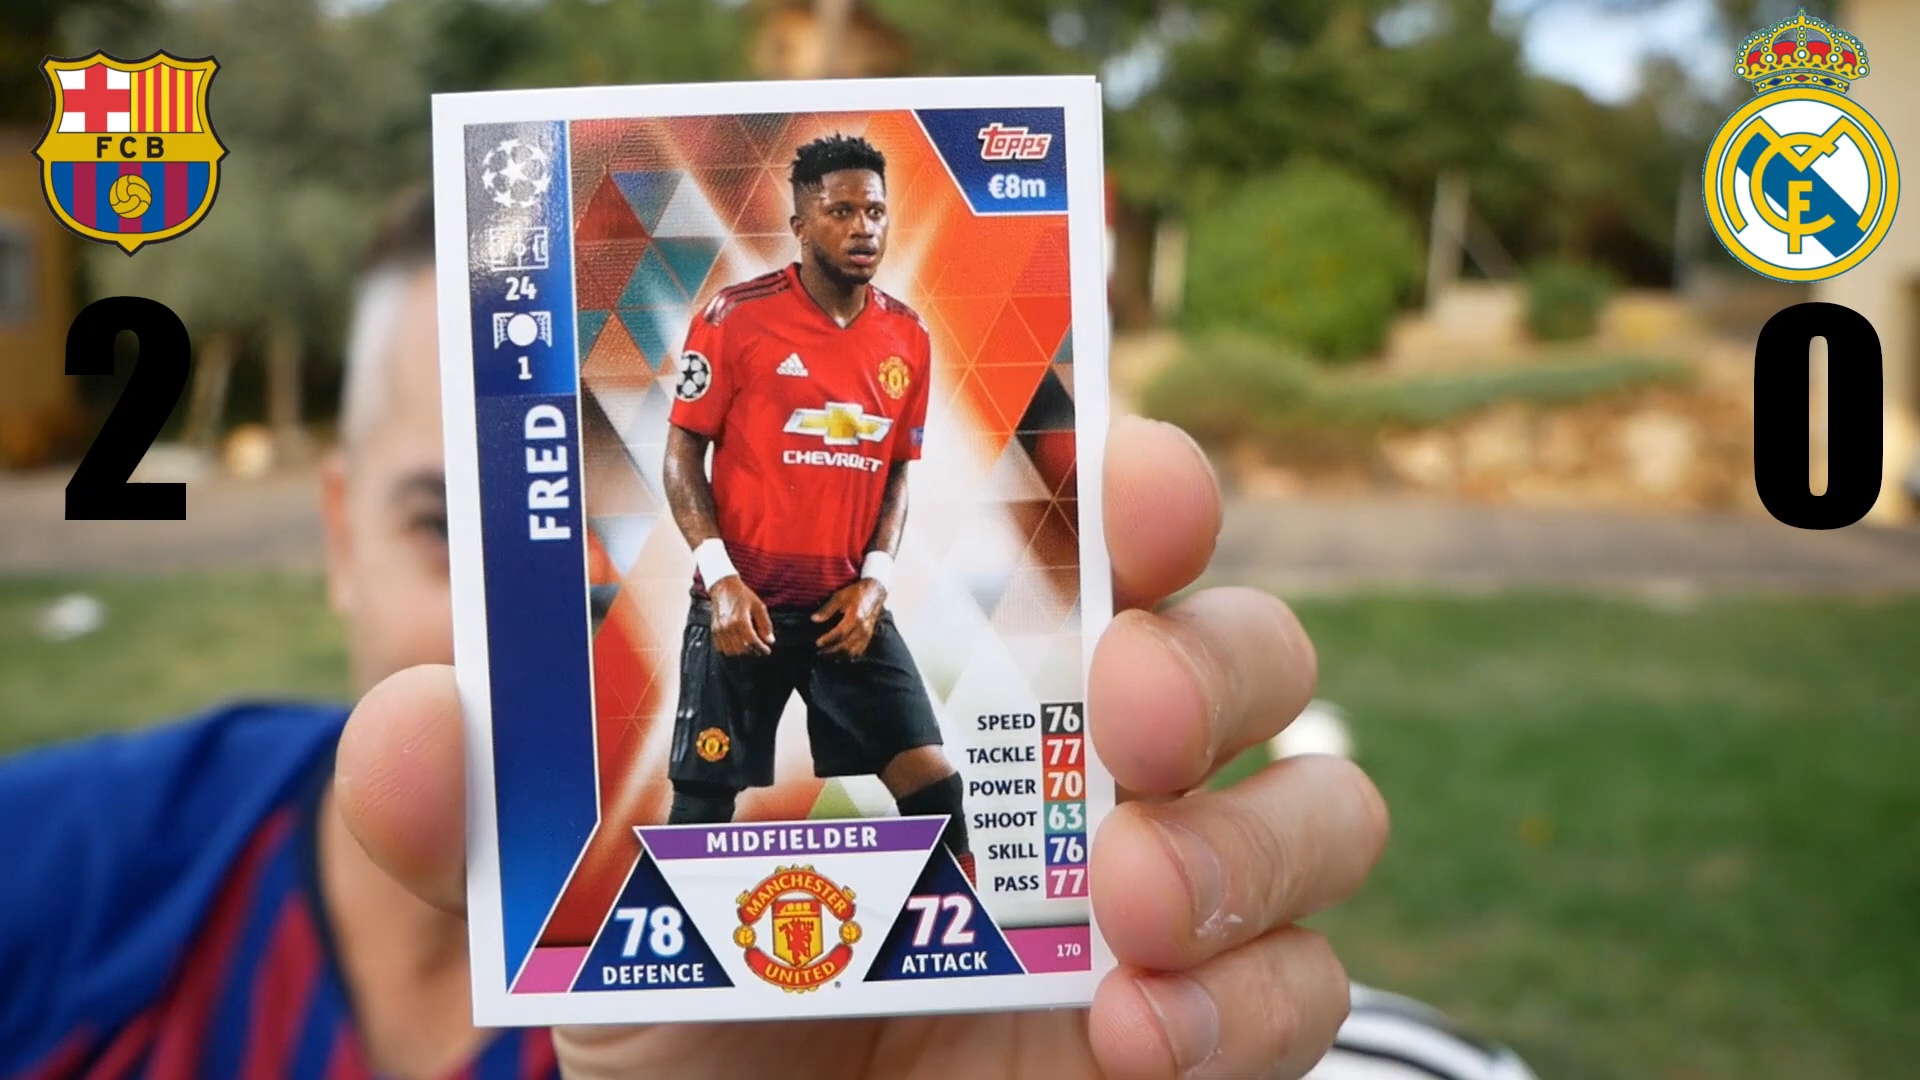 FCB
2
0
TOPPS
€8m
24
1
FRED
adidas
CHEVROLET
SPEED 76
TACKLE 77
POWER 70
SHOOT 63
SKILL 76
PASS 77
MIDFIELDER
MANCHESTER
UNITED
®
78
DEFENCE
72
ATTACK
170